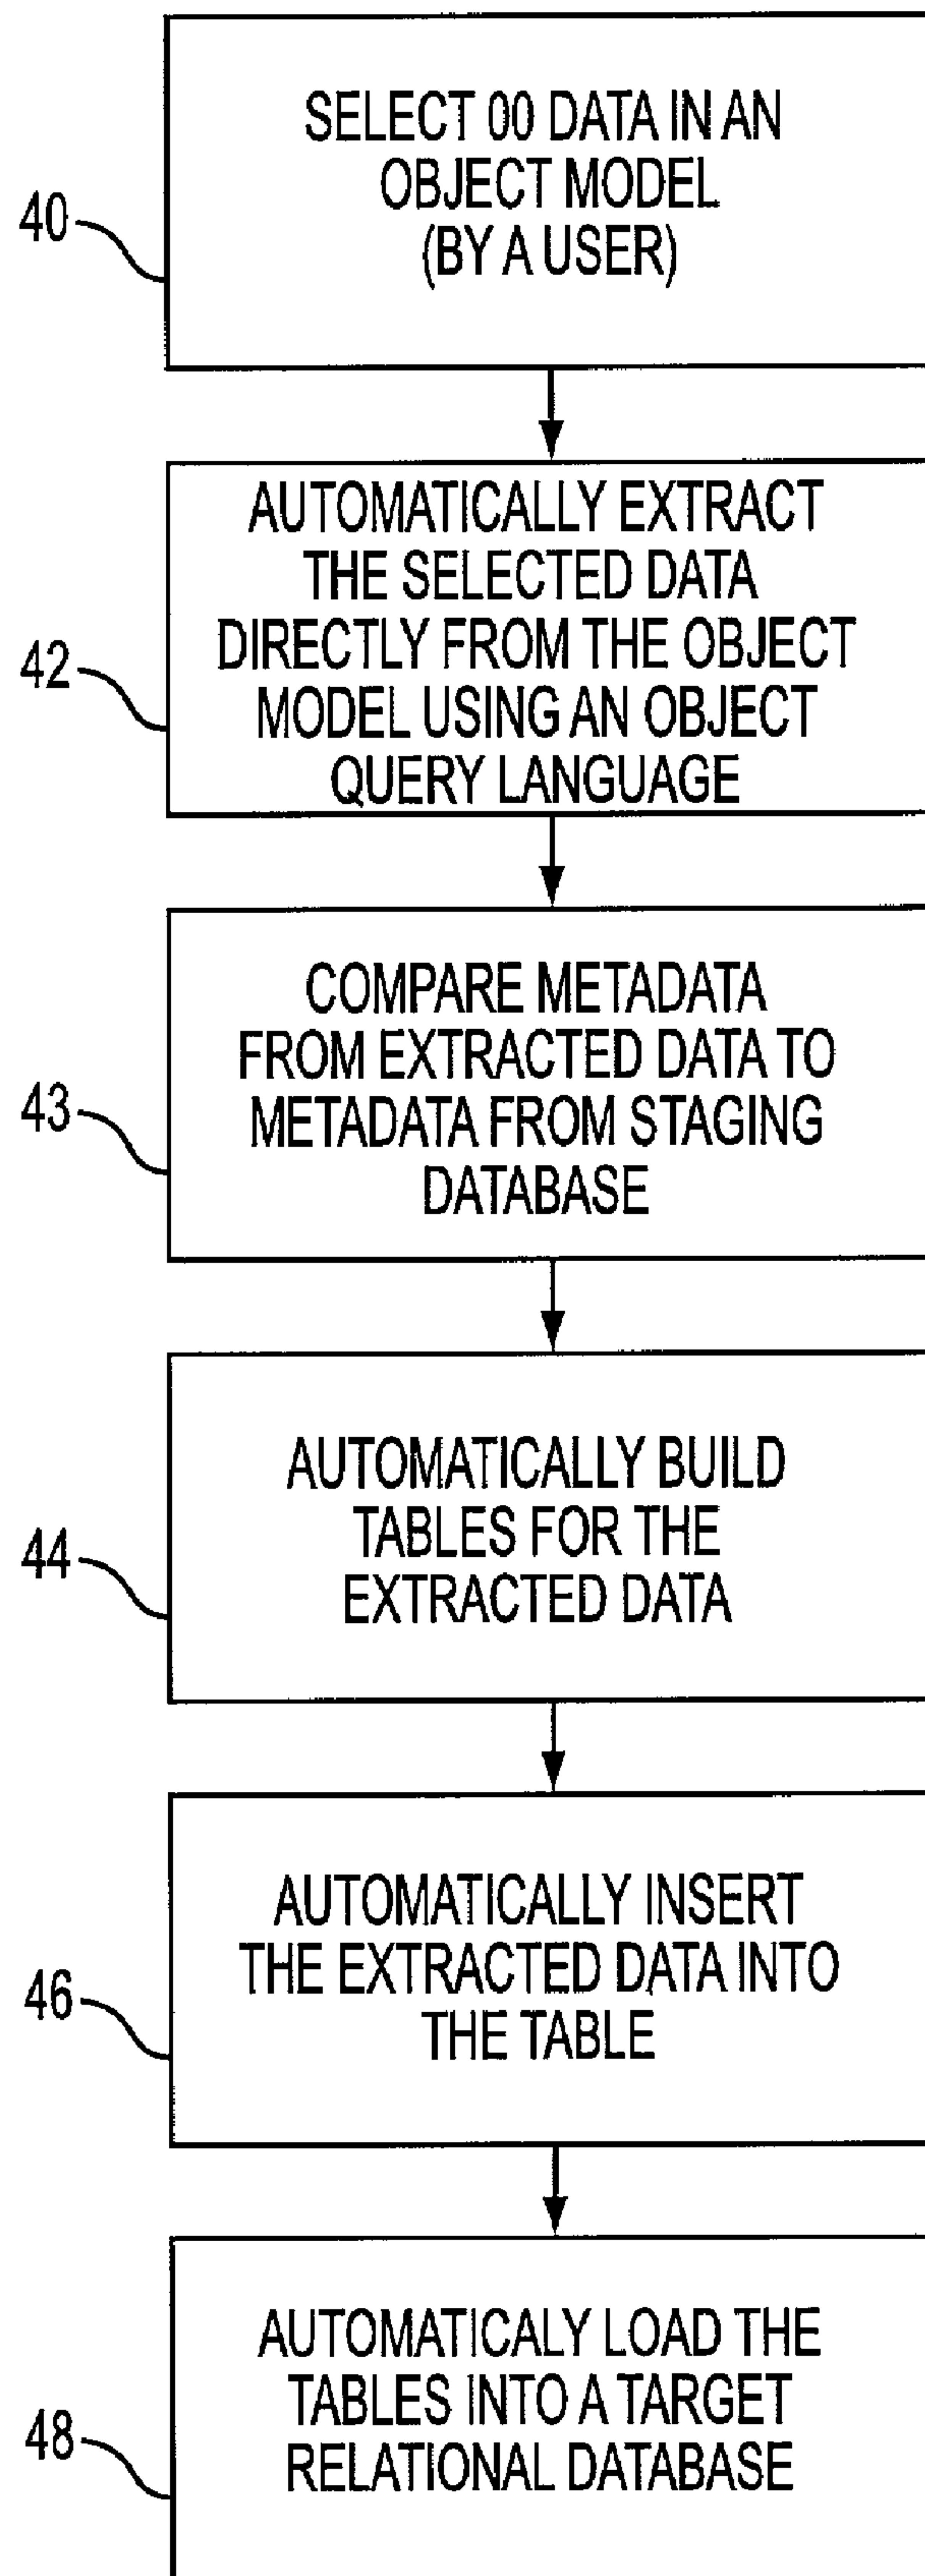 SELECT 00 DATA IN AN
OBJECT MODEL
(BY A USER)
40
AUTOMATICALLY EXTRACT
THE SELECTED DATA
DIRECTLY FROM THE OBJECT
MODEL USING AN OBJECT
QUERY LANGUAGE
42
COMPARE METADATA
FROM EXTRACTED DATA TO
METADATA FROM STAGING
DATABASE
43
AUTOMATICALLY BUILD
TABLES FOR THE
EXTRACTED DATA
44
AUTOMATICALLY INSERT
THE EXTRACTED DATA INTO
THE TABLE
46
AUTOMATICALY LOAD THE
TABLES INTO A TARGET
RELATIONAL DATABASE
48